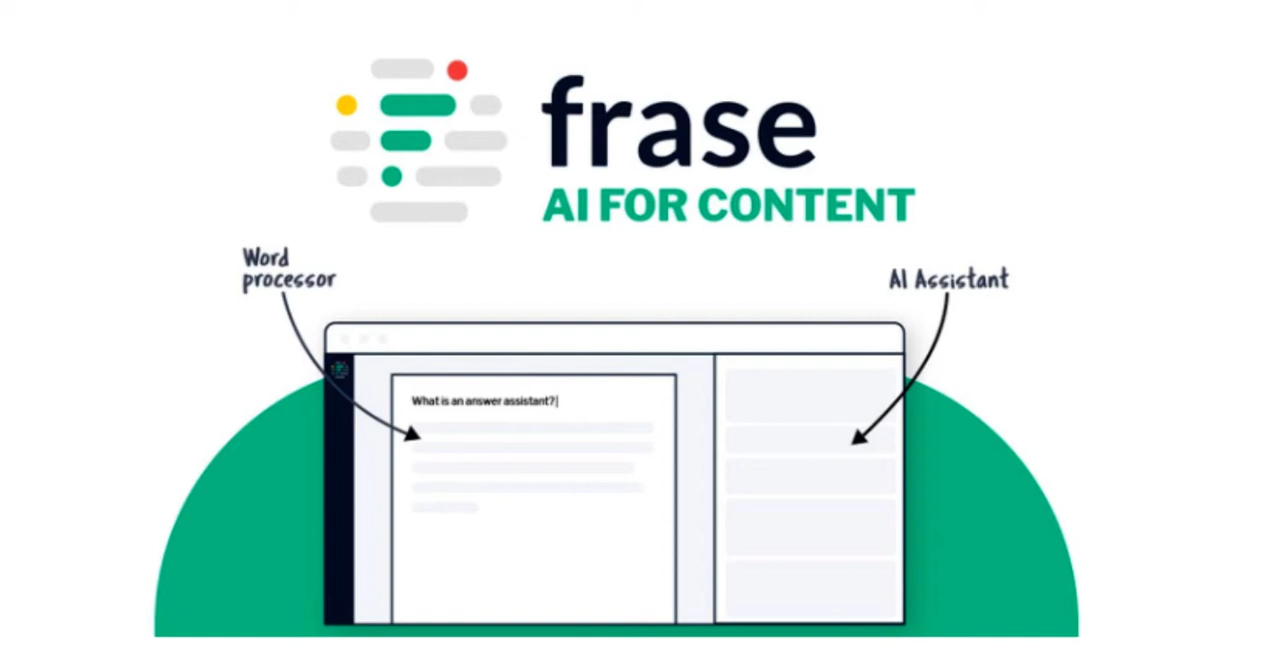 frase
AI FOR CONTENT
Word
processor
AI Assistant
What is an answer assistant?